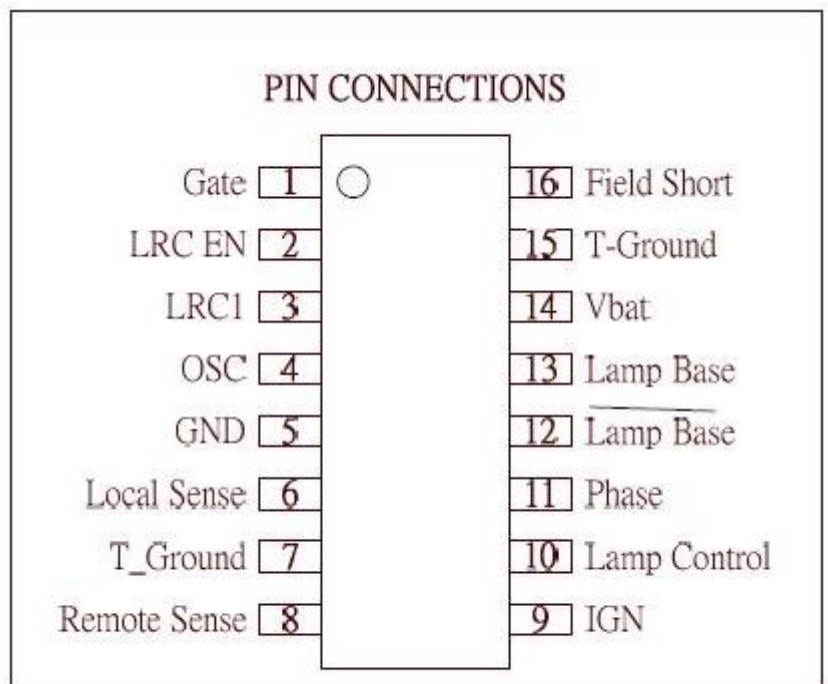 PIN CONNECTIONS
Gate 1 16 Field Short
LRC EN 2 15 T-Ground
LRC1 3 14 Vbat
OSC 4 13 Lamp Base
GND 5 12 Lamp Base
Local Sense 6 11 Phase
T_Ground 7 10 Lamp Control
Remote Sense 8 9 IGN